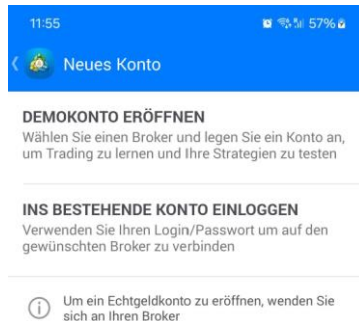 11:55
57%
Neues Konto
DEMOKONTO ERÖFFNEN
Wählen Sie einen Broker und legen Sie ein Konto an,
um Trading zu lernen und Ihre Strategien zu testen
INS BESTEHENDE KONTO EINLOGGEN
Verwenden Sie Ihren Login/Passwort um auf den
gewünschten Broker zu verbinden
Um ein Echtgeldkonto zu eröffnen, wenden Sie
sich an Ihren Broker